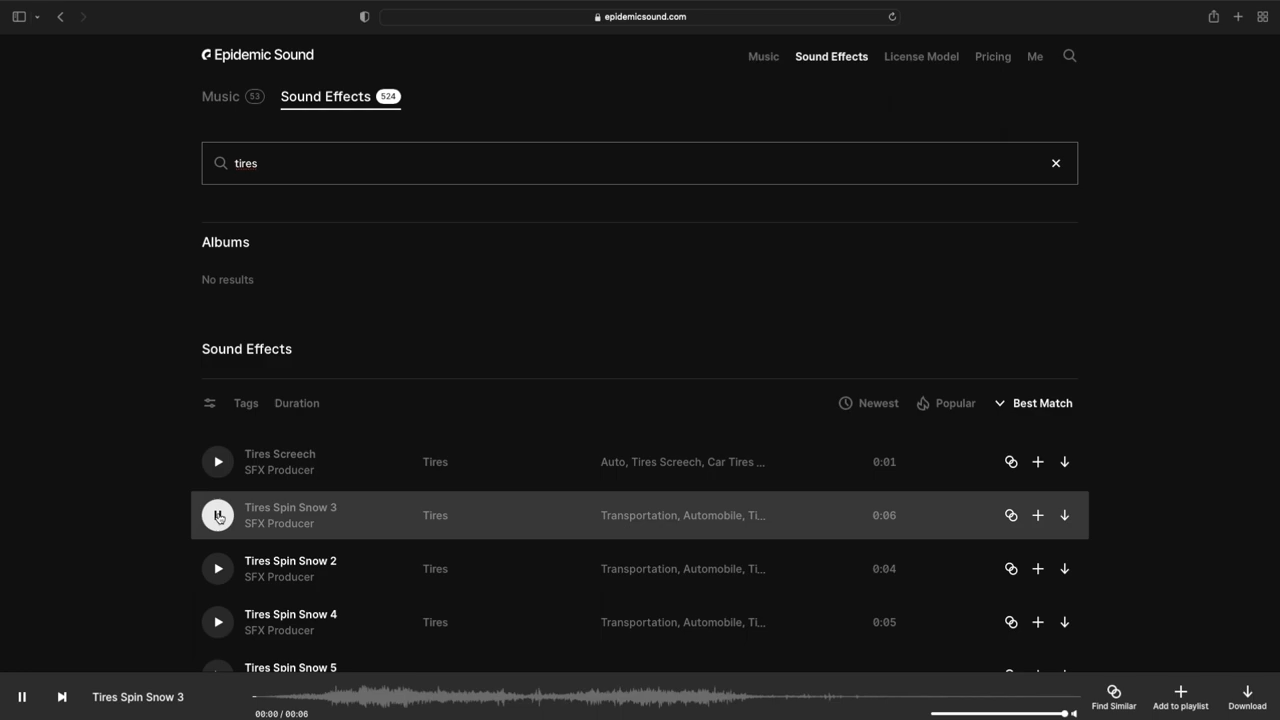 epidemicsound.com
Epidemic Sound
Music Sound Effects License Model Pricing Me
Music 53 Sound Effects 524
tires
Albums
No results
Sound Effects
Tags Duration Newest Popular Best Match
Tires Screech
SFX Producer
Tires
Auto, Tires Screech, Car Tires ...
0:01
Tires Spin Snow 3
SFX Producer
Tires
Transportation, Automobile, Ti...
0:06
Tires Spin Snow 2
SFX Producer
Tires
Transportation, Automobile, Ti...
0:04
Tires Spin Snow 4
SFX Producer
Tires
Transportation, Automobile, Ti...
0:05
Tires Spin Snow 5
Tires Spin Snow 3
00:00 / 00:06
Find Similar Add to playlist Download